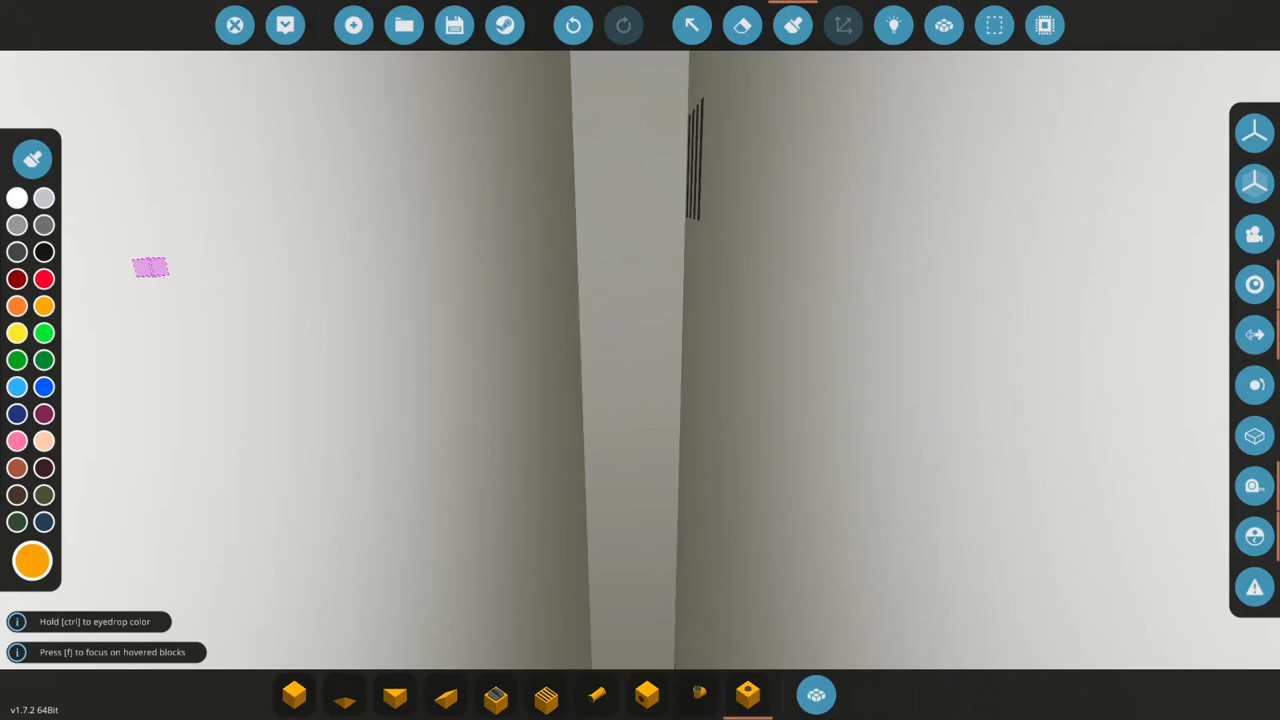 Hold [ctrl] to eyedrop color
Press [f] to focus on hovered blocks
v1.7.2 64Bit